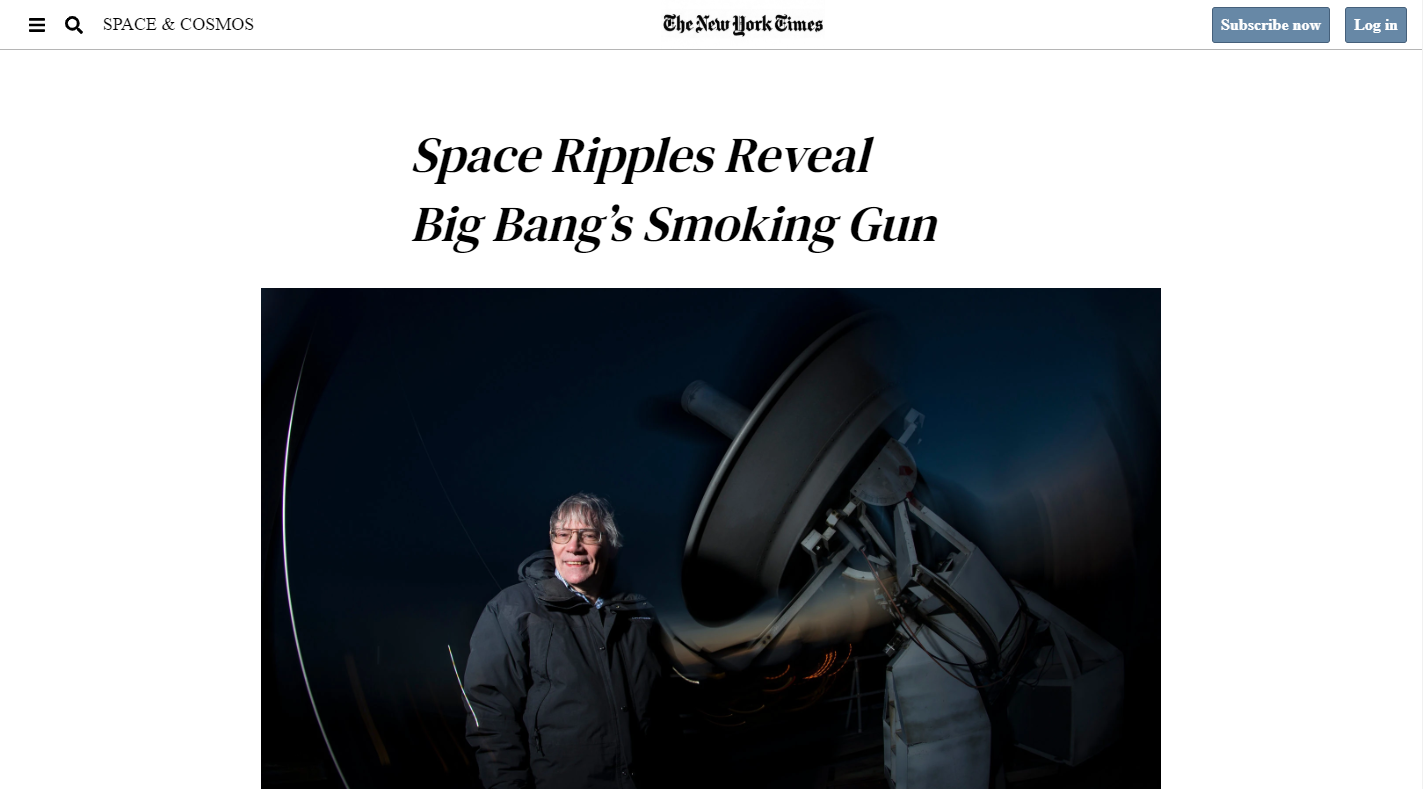 SPACE & COSMOS
The New York Times
Subscribe now
Log in
Space Ripples Reveal
Big Bang’s Smoking Gun